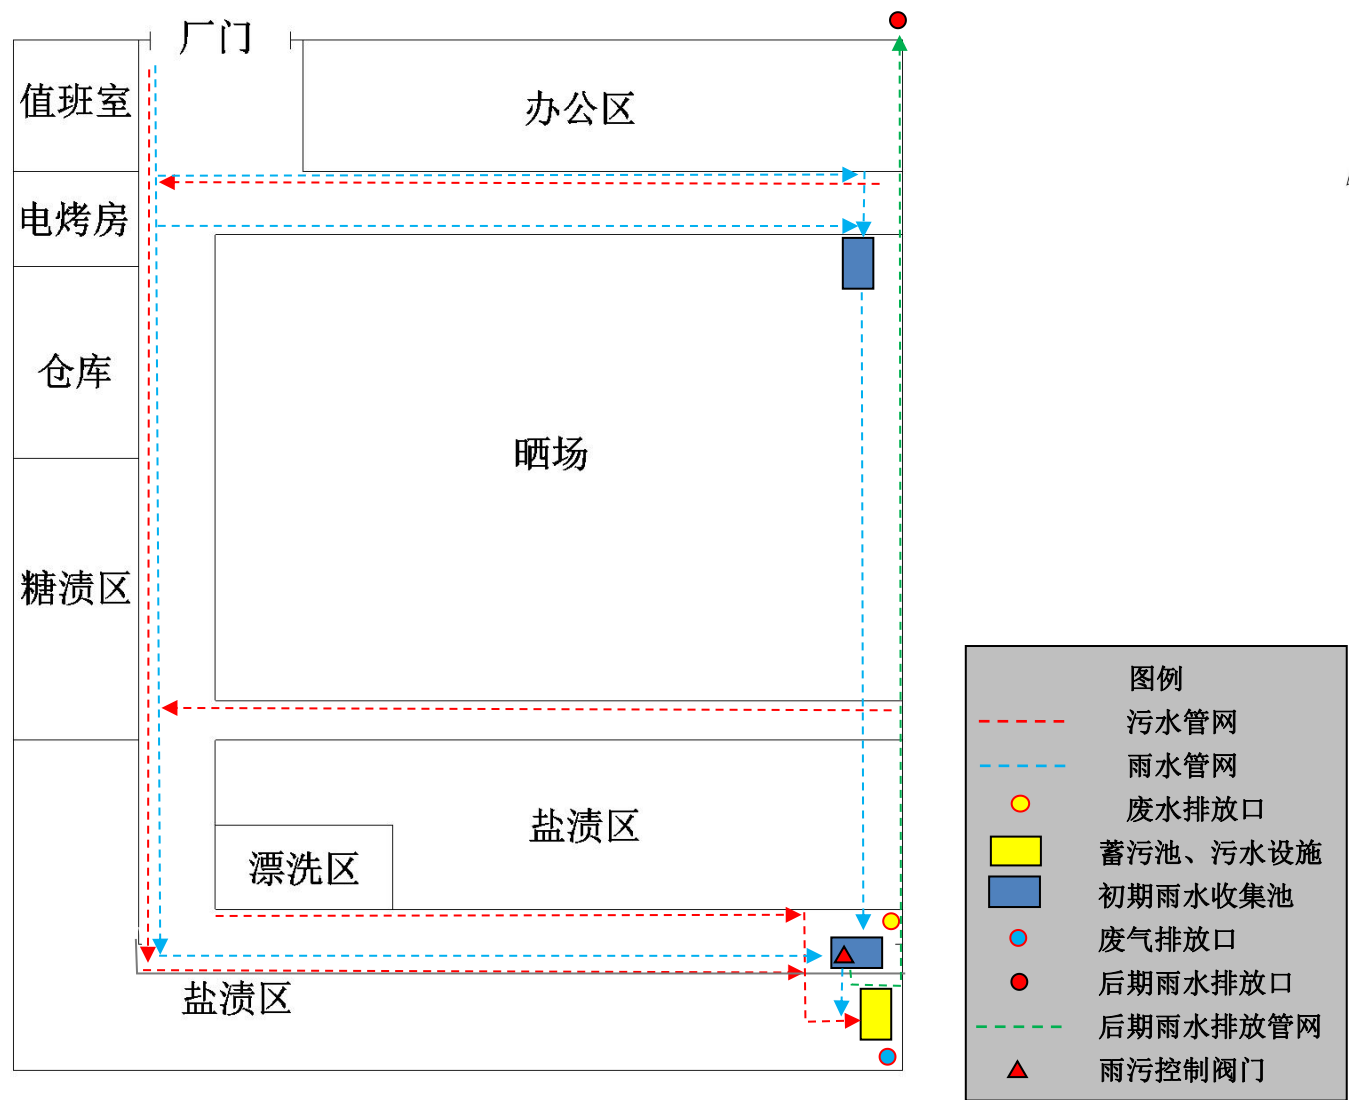 厂门
值班室
办公区
电烤房
仓库
晒场
糖渍区
盐渍区
漂洗区
盐渍区
图例
污水管网
雨水管网
废水排放口
蓄污池、污水设施
初期雨水收集池
废气排放口
后期雨水排放口
后期雨水排放管网
雨污控制阀门